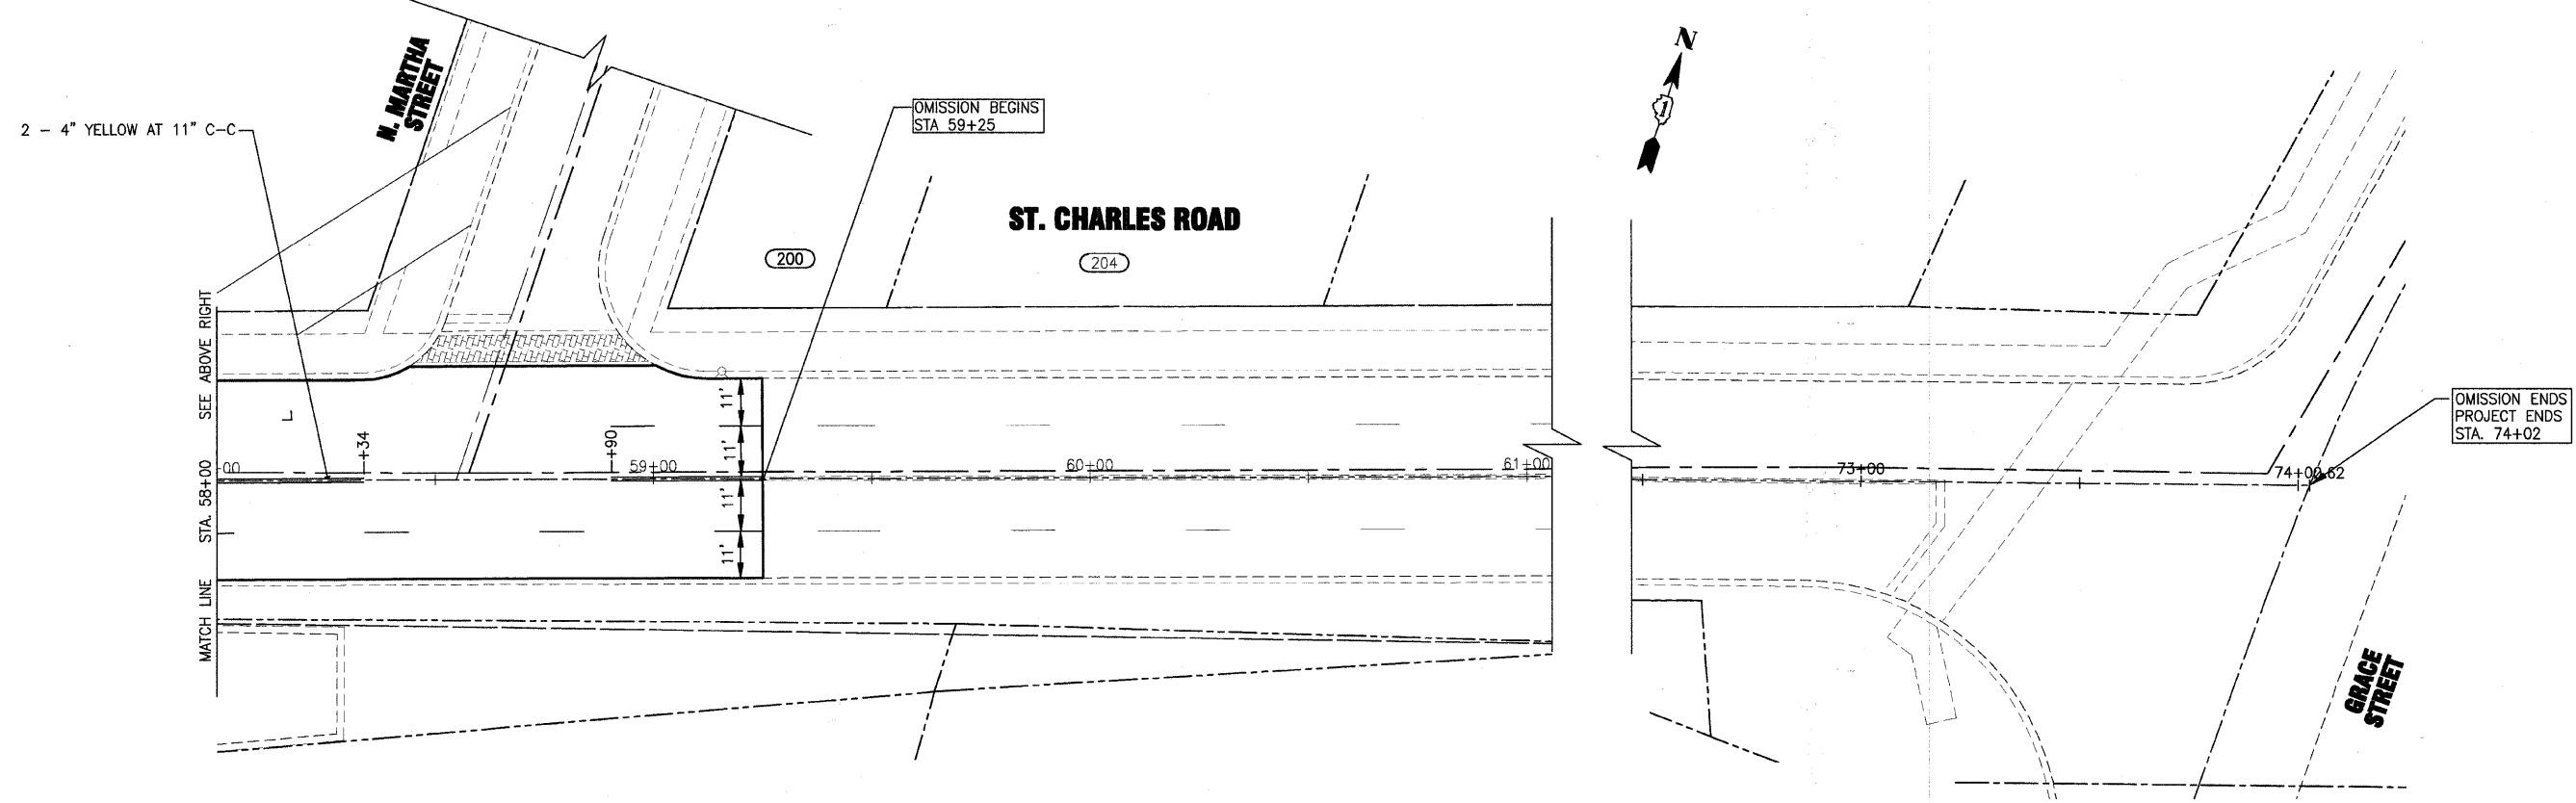 N
1
N. MARTHA
STREET
OMISSION BEGINS
STA 59+25
2 - 4" YELLOW AT 11" C-C
ST. CHARLES ROAD
200
204
MATCH LINE STA. 58+00 SEE ABOVE RIGHT
11'
11'
11'
11'
+34
+90
00
59+00
60+00
61+00
73+00
74+00.62
OMISSION ENDS
PROJECT ENDS
STA. 74+02
GRACE
STREET